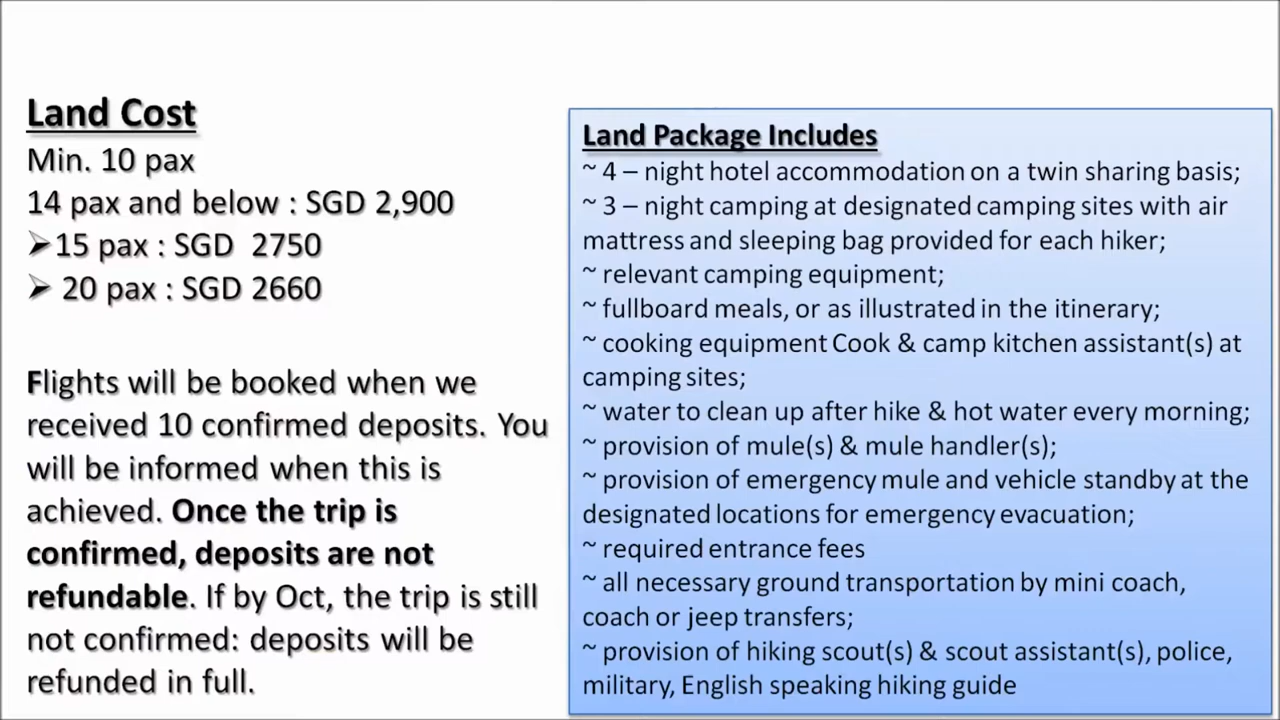 Land Cost
Min. 10 pax
14 pax and below : SGD 2,900
➢15 pax : SGD 2750
➢ 20 pax : SGD 2660
Flights will be booked when we
received 10 confirmed deposits. You
will be informed when this is
achieved. Once the trip is
confirmed, deposits are not
refundable. If by Oct, the trip is still
not confirmed: deposits will be
refunded in full.
Land Package Includes
~ 4 – night hotel accommodation on a twin sharing basis;
~ 3 – night camping at designated camping sites with air
mattress and sleeping bag provided for each hiker;
~ relevant camping equipment;
~ fullboard meals, or as illustrated in the itinerary;
~ cooking equipment Cook & camp kitchen assistant(s) at
camping sites;
~ water to clean up after hike & hot water every morning;
~ provision of mule(s) & mule handler(s);
~ provision of emergency mule and vehicle standby at the
designated locations for emergency evacuation;
~ required entrance fees
~ all necessary ground transportation by mini coach,
coach or jeep transfers;
~ provision of hiking scout(s) & scout assistant(s), police,
military, English speaking hiking guide